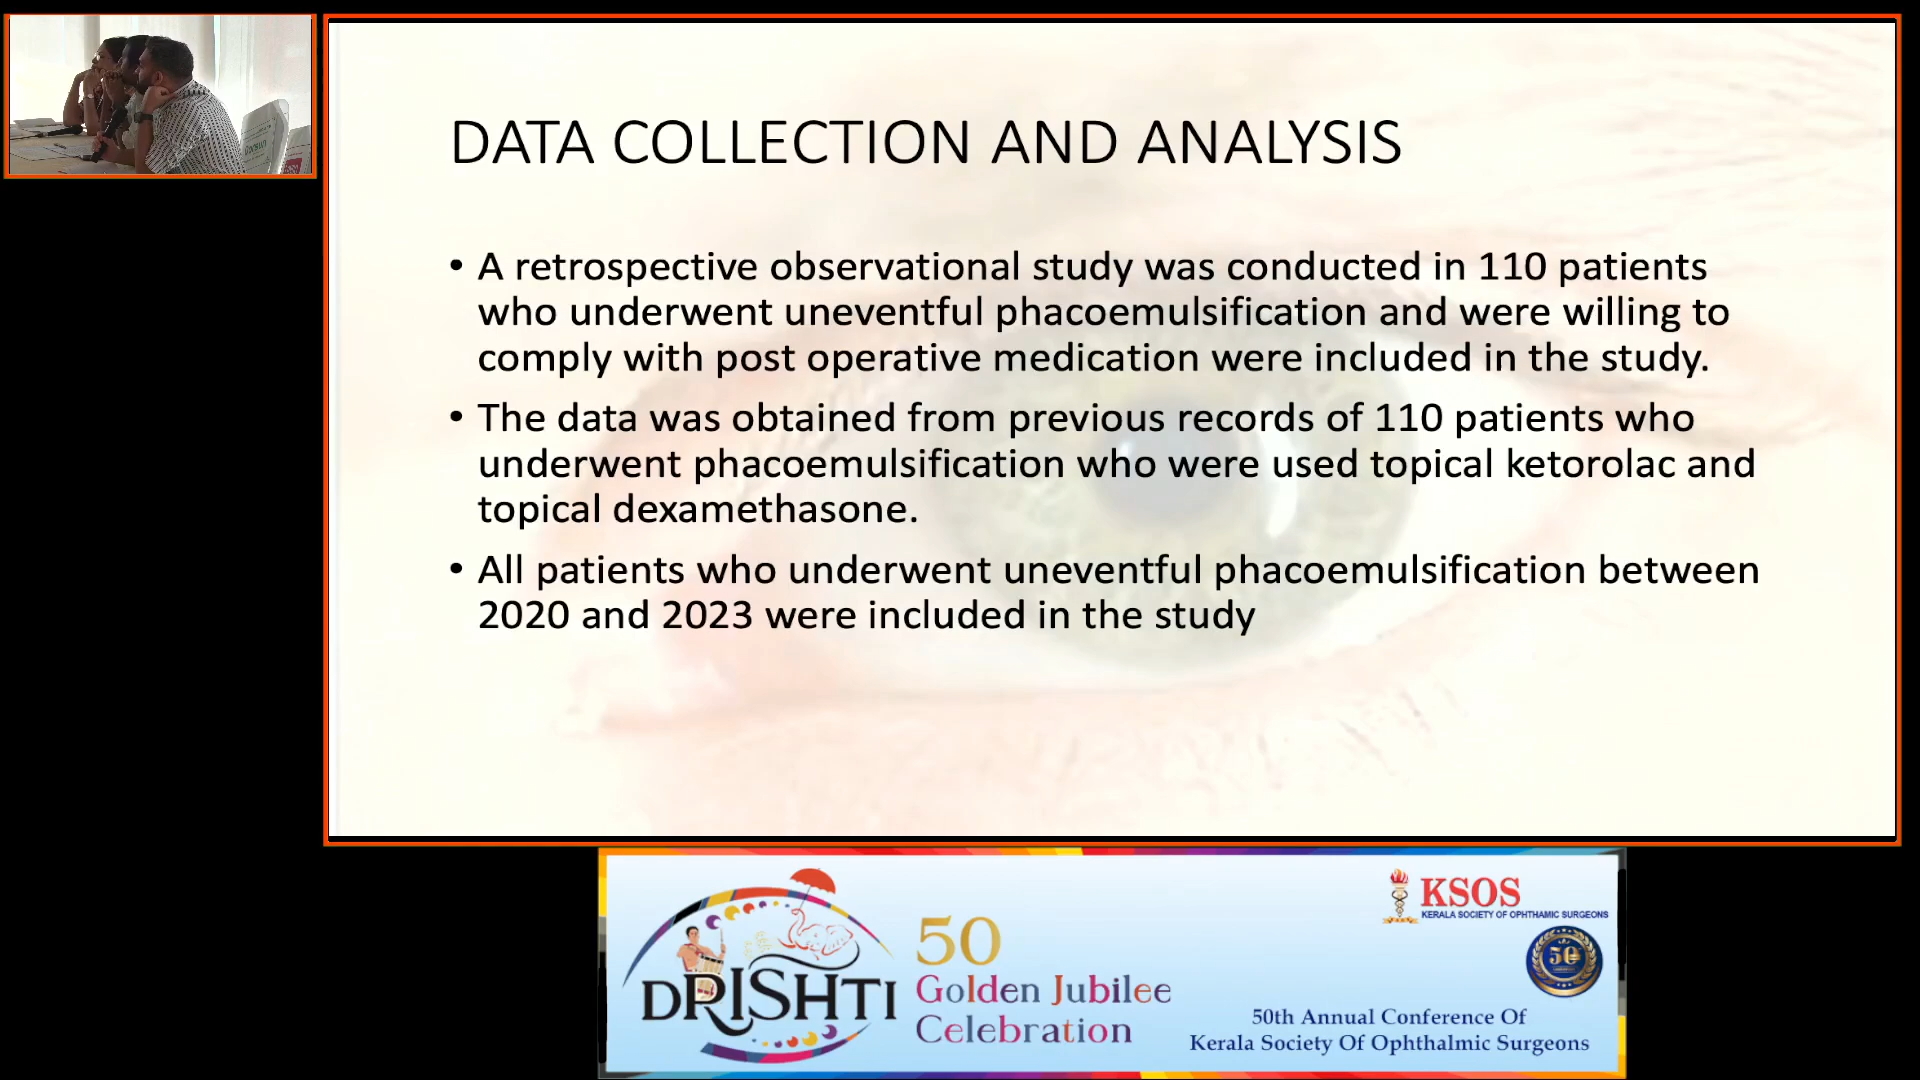 DATA COLLECTION AND ANALYSIS
• A retrospective observational study was conducted in 110 patients
who underwent uneventful phacoemulsification and were willing to
comply with post operative medication were included in the study.
• The data was obtained from previous records of 110 patients who
underwent phacoemulsification who were used topical ketorolac and
topical dexamethasone.
• All patients who underwent uneventful phacoemulsification between
2020 and 2023 were included in the study
DRISHTI
50
Golden Jubilee
Celebration
KSOS
KERALA SOCIETY OF OPHTHAMIC SURGEONS
50
50th Annual Conference Of
Kerala Society Of Ophthalmic Surgeons